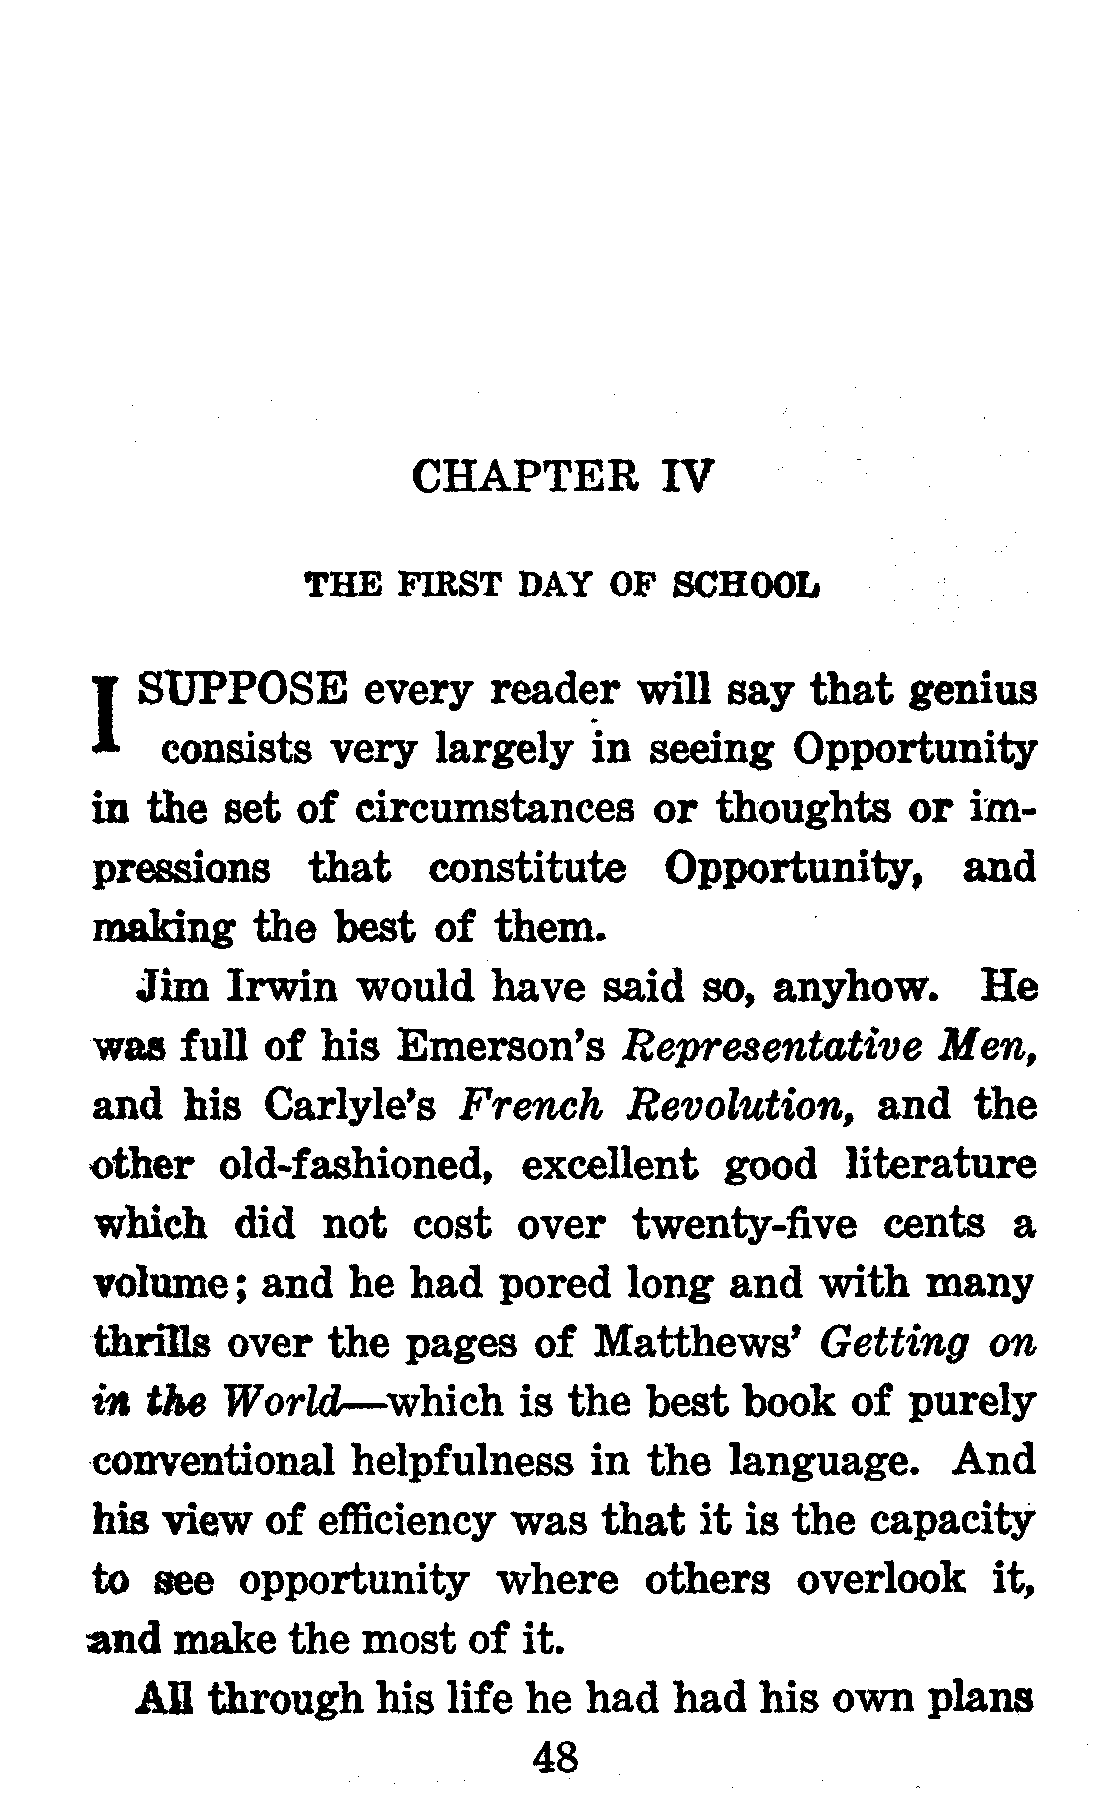 CHAPTER IV
THE FIRST DAY OF SCHOOL
I SUPPOSE every reader will say that genius
consists very largely in seeing Opportunity
in the set of circumstances or thoughts or im-
pressions that constitute Opportunity, and
making the best of them.
Jim Irwin would have said so, anyhow. He
was full of his Emerson's Representative Men,
and his Carlyle's French Revolution, and the
other old-fashioned, excellent good literature
which did not cost over twenty-five cents a
volume; and he had pored long and with many
thrills over the pages of Matthews' Getting on
in the World—which is the best book of purely
conventional helpfulness in the language. And
his view of efficiency was that it is the capacity
to see opportunity where others overlook it,
and make the most of it.
All through his life he had had his own plans
48